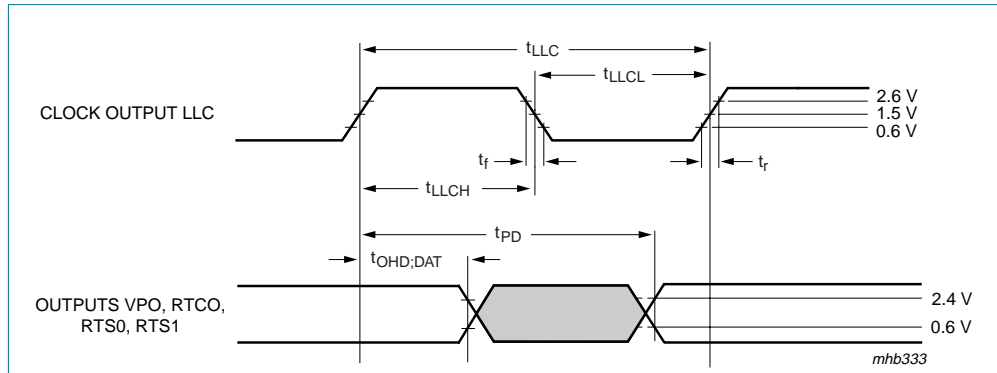 tLLC
tLLCL
CLOCK OUTPUT LLC
2.6 V
1.5 V
0.6 V
tf
tr
tLLCH
tPD
tOHD;DAT
OUTPUTS VPO, RTCO,
RTS0, RTS1
2.4 V
0.6 V
mhb333